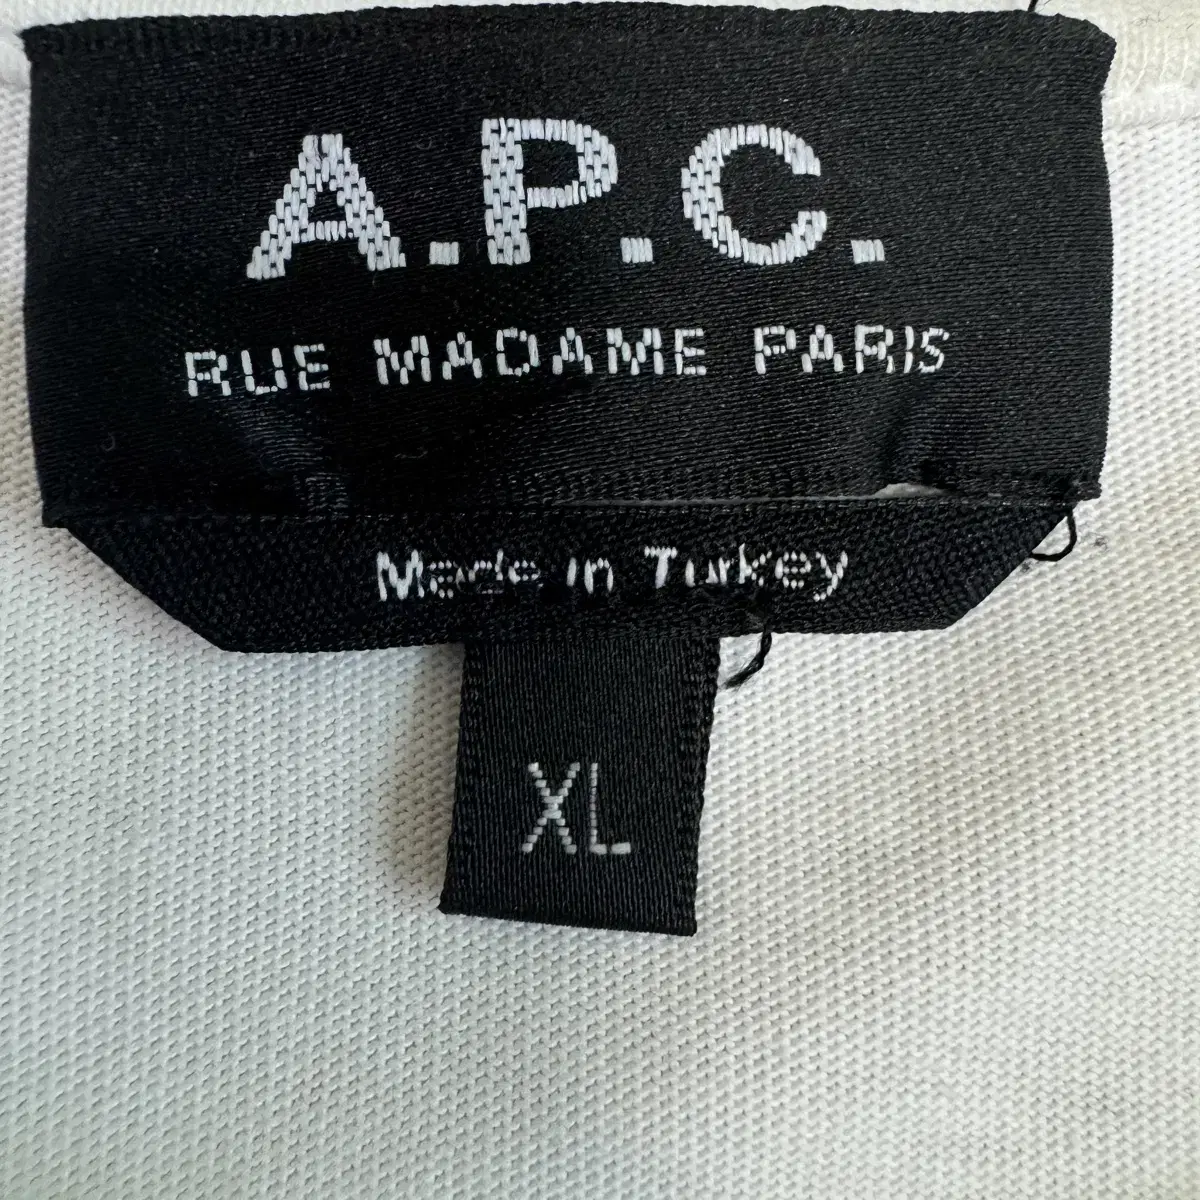 A.P.C.
RUE MADAME PARIS
Made in Turkey
XL